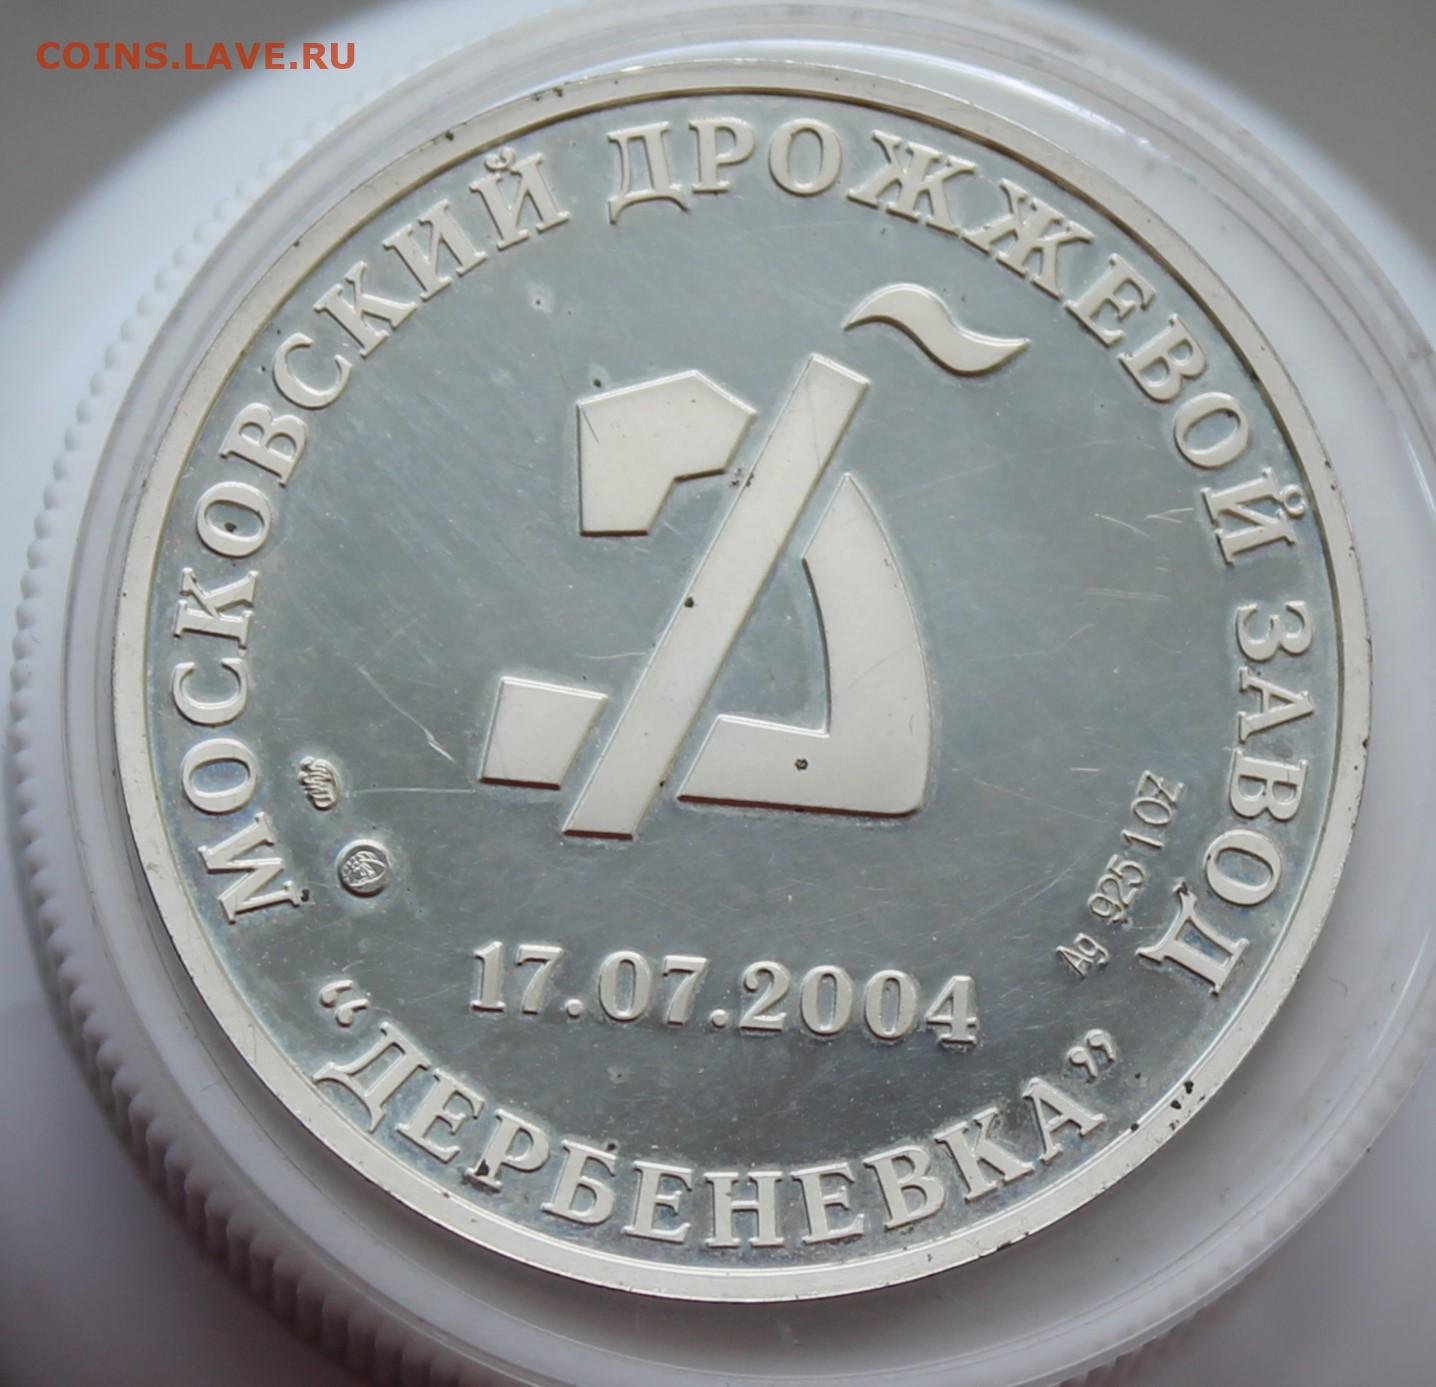 COINS.LAVE.RU
МОСКОВСКИЙ ДРОЖЖЕВОЙ ЗАВОД
17.07.2004
Ag 925 1 OZ
“ДЕРБЕНЕВКА”